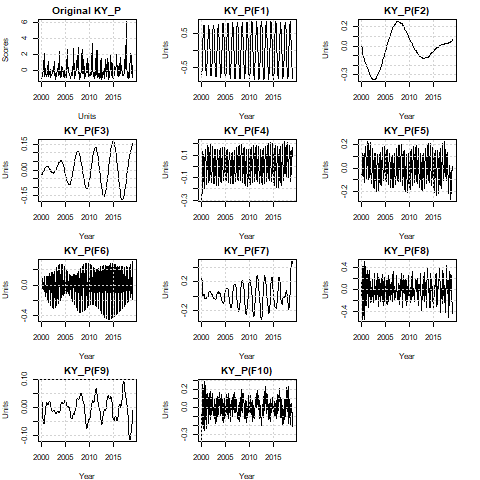 Original KY_P
KY_P(F1)
KY_P(F2)
Scores
0 2 4 6
2000 2005 2010 2015
Units
Units
-0.5 0.5
2000 2005 2010 2015
Year
Units
-0.3 0.0 0.2
2000 2005 2010 2015
Year
KY_P(F3)
KY_P(F4)
KY_P(F5)
Units
-0.15 0.00 0.15
2000 2005 2010 2015
Year
Units
-0.3 -0.1 0.1 0.2
2000 2005 2010 2015
Year
Units
-0.2 0.0 0.2
2000 2005 2010 2015
Year
KY_P(F6)
KY_P(F7)
KY_P(F8)
Units
-0.4 0.0
2000 2005 2010 2015
Year
Units
-0.2 0.2
2000 2005 2010 2015
Year
Units
-0.4 0.0 0.4
2000 2005 2010 2015
Year
KY_P(F9)
KY_P(F10)
Units
-0.10 0.00 0.10
2000 2005 2010 2015
Year
Units
-0.3 0.0 0.2
2000 2005 2010 2015
Year